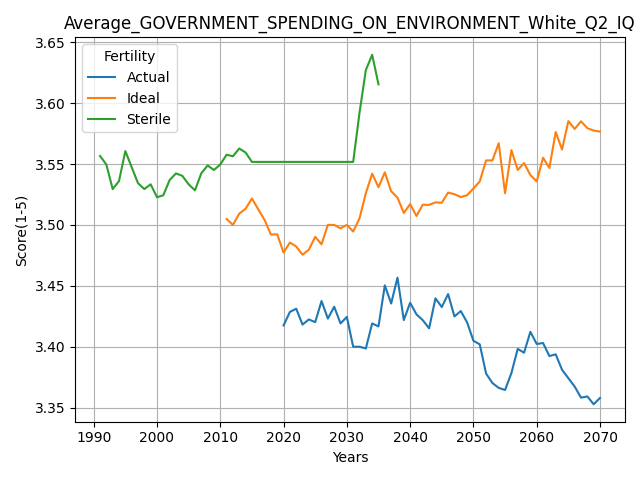 Average_GOVERNMENT_SPENDING_ON_ENVIRONMENT_White_Q2_IQ
Fertility
Actual
Ideal
Sterile
Score(1-5)
3.65
3.60
3.55
3.50
3.45
3.40
3.35
1990 2000 2010 2020 2030 2040 2050 2060 2070
Years